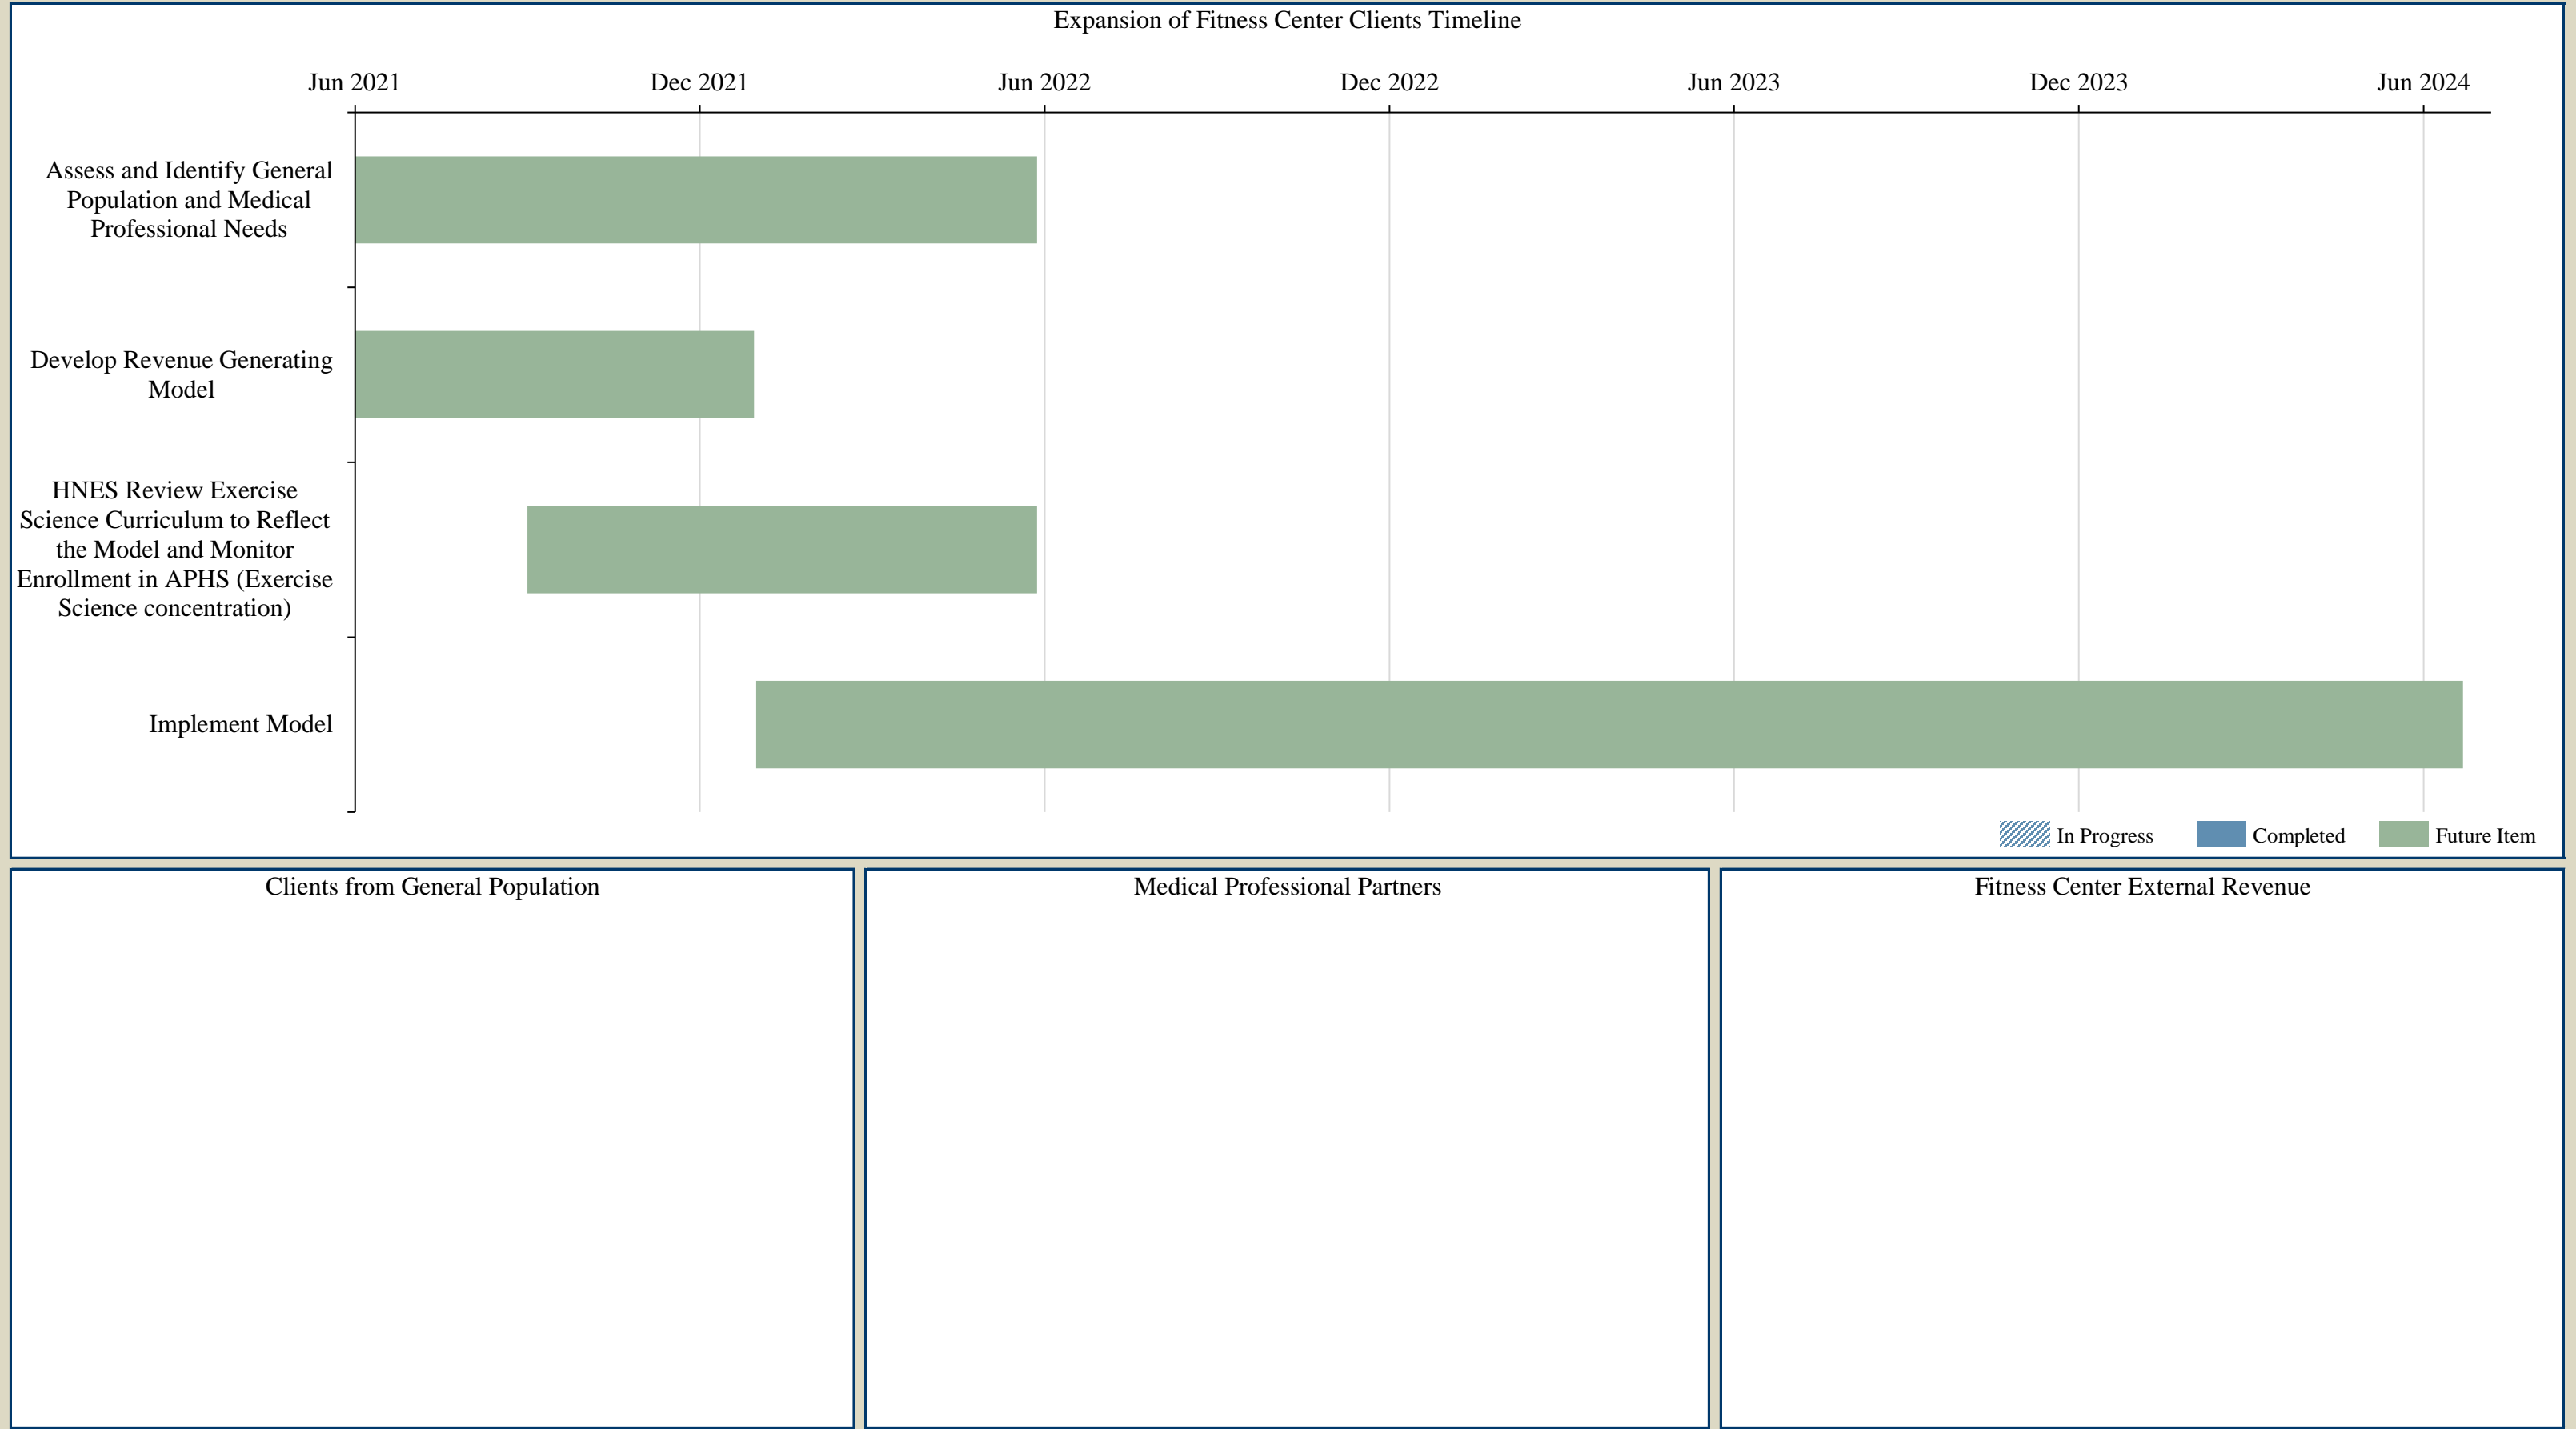 Expansion of Fitness Center Clients Timeline
Jun 2021 Dec 2021 Jun 2022 Dec 2022 Jun 2023 Dec 2023 Jun 2024
Assess and Identify General
Population and Medical
Professional Needs
Develop Revenue Generating
Model
HNES Review Exercise
Science Curriculum to Reflect
the Model and Monitor
Enrollment in APHS (Exercise
Science concentration)
Implement Model
In Progress Completed Future Item
Clients from General Population
Medical Professional Partners
Fitness Center External Revenue